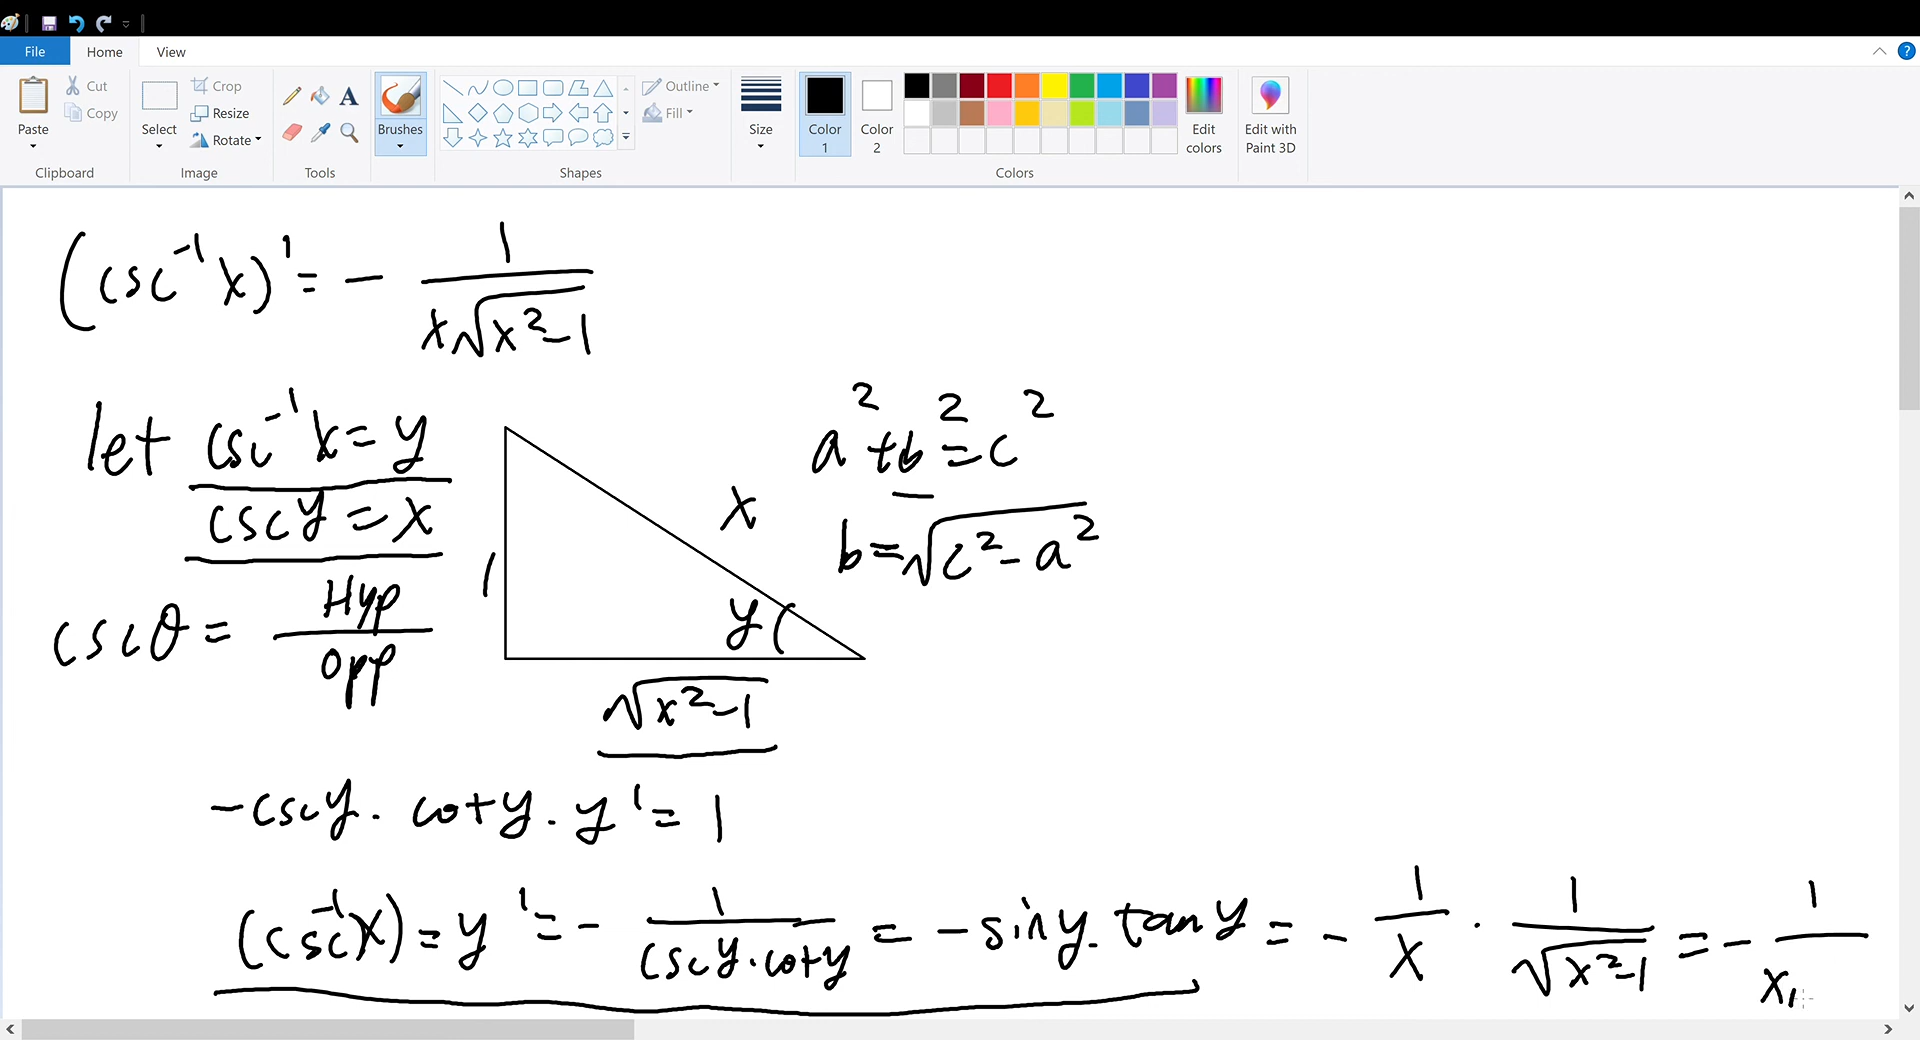 File Home View
Paste Cut Copy Clipboard
Select Crop Resize Rotate Image
A Tools
Brushes
Shapes Outline Fill
Size
Color 1 Color 2 Colors
Edit colors
Edit with Paint 3D
(csc⁻¹x)' = - 1/(x√(x²-1))
let csc⁻¹x = y
cscy = x
cscθ = Hyp/opp
1
x
y
√(x²-1)
a²+b²=c²
b=√(c²-a²)
-cscy · coty · y' = 1
(csc⁻¹x) = y' = - 1/(cscy·coty) = -siny · tany = - 1/x · 1/√(x²-1) = - 1/x